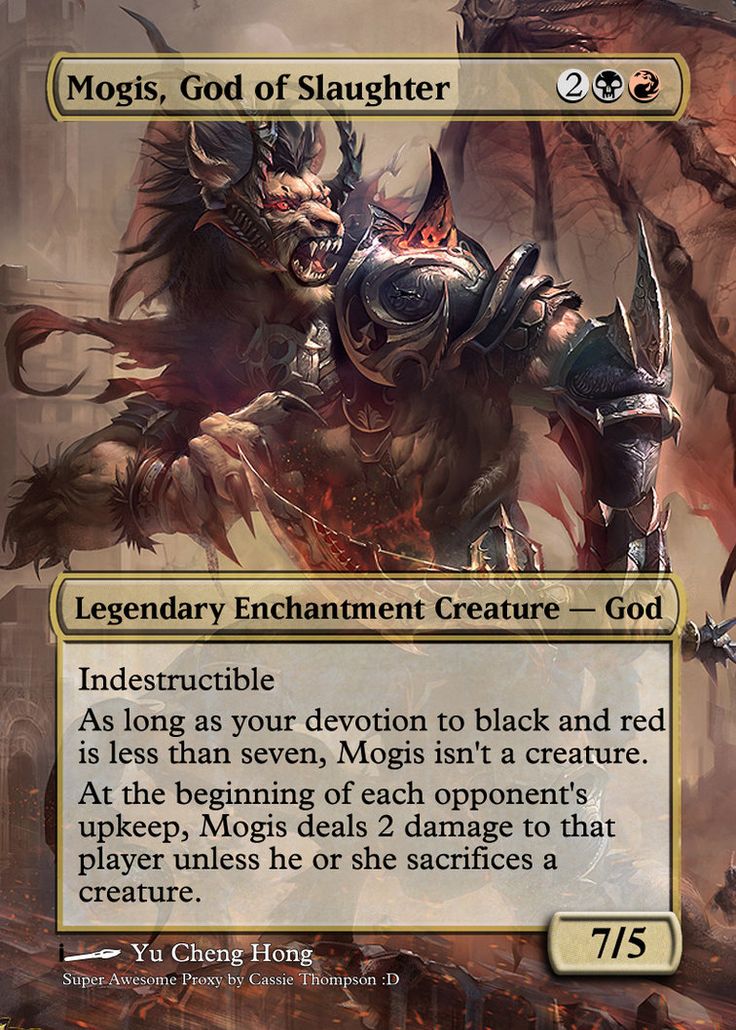 Mogis, God of Slaughter 2
Legendary Enchantment Creature — God
Indestructible
As long as your devotion to black and red
is less than seven, Mogis isn't a creature.
At the beginning of each opponent's
upkeep, Mogis deals 2 damage to that
player unless he or she sacrifices a
creature.
7/5
Yu Cheng Hong
Super Awesome Proxy by Cassie Thompson :D